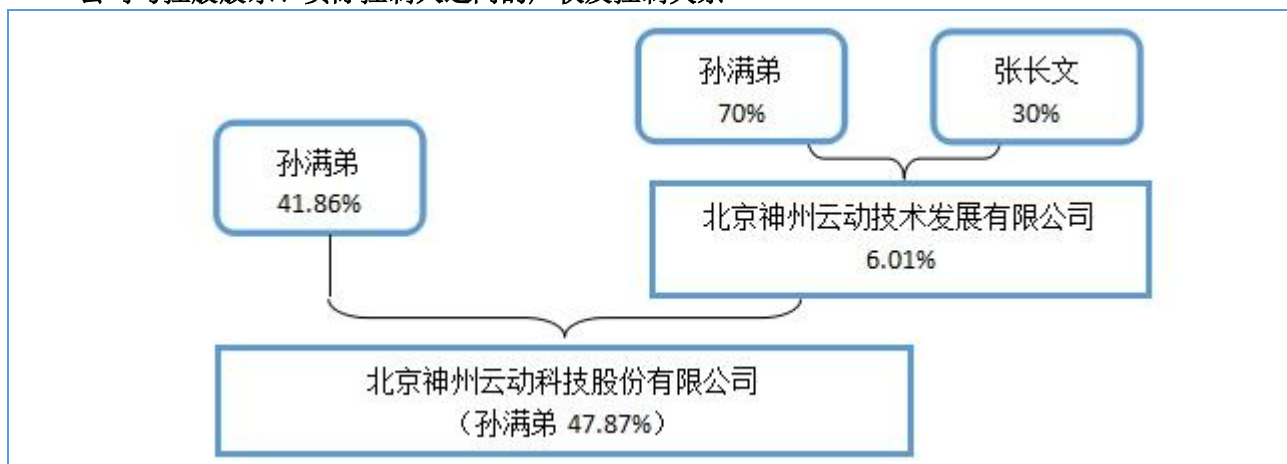 孙满弟
70%
张长文
30%
孙满弟
41.86%
北京神州云动技术发展有限公司
6.01%
北京神州云动科技股份有限公司
(孙满弟 47.87%)